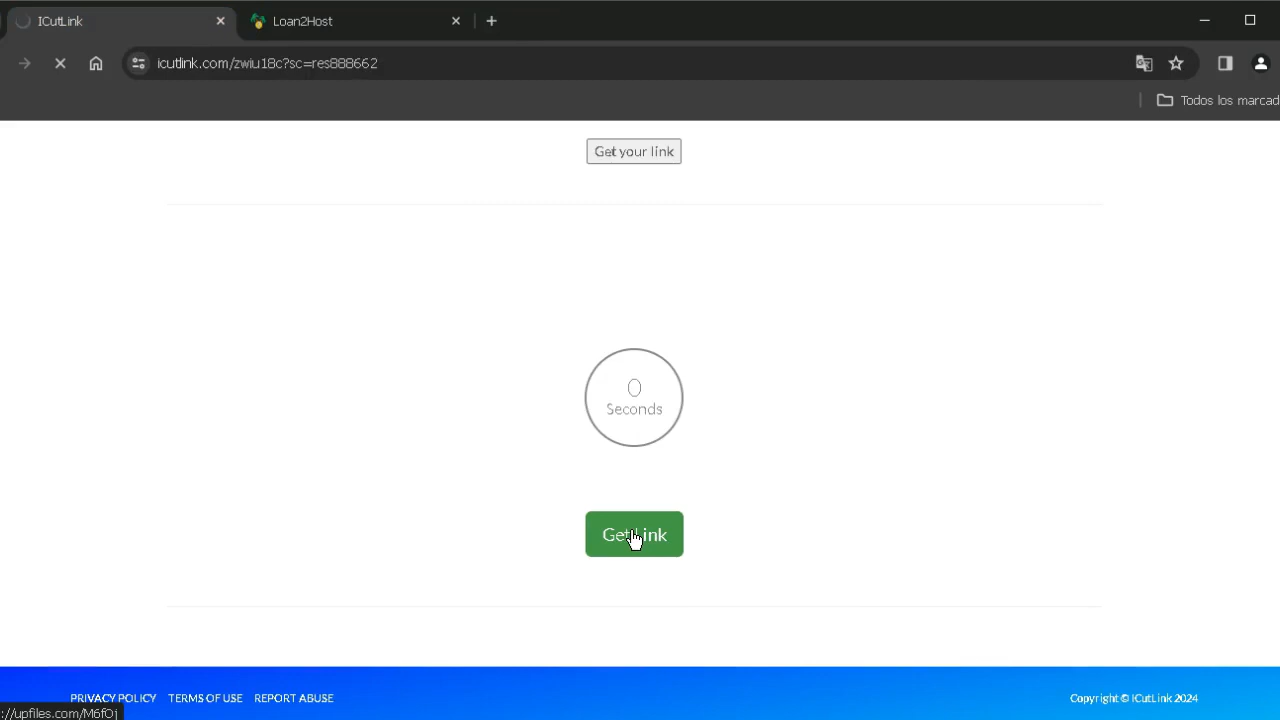 ICutLink
Loan2Host
icutlink.com/zwiu18c?sc=res888662
Todos los marcad
Get your link
0
Seconds
Get Link
PRIVACY POLICY TERMS OF USE REPORT ABUSE
Copyright © ICutLink 2024
://upfiles.com/M6fOj